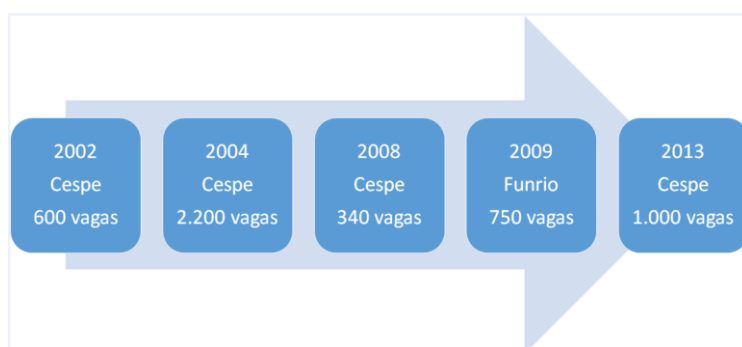 2002
Cespe
600 vagas
2004
Cespe
2.200 vagas
2008
Cespe
340 vagas
2009
Funrio
750 vagas
2013
Cespe
1.000 vagas